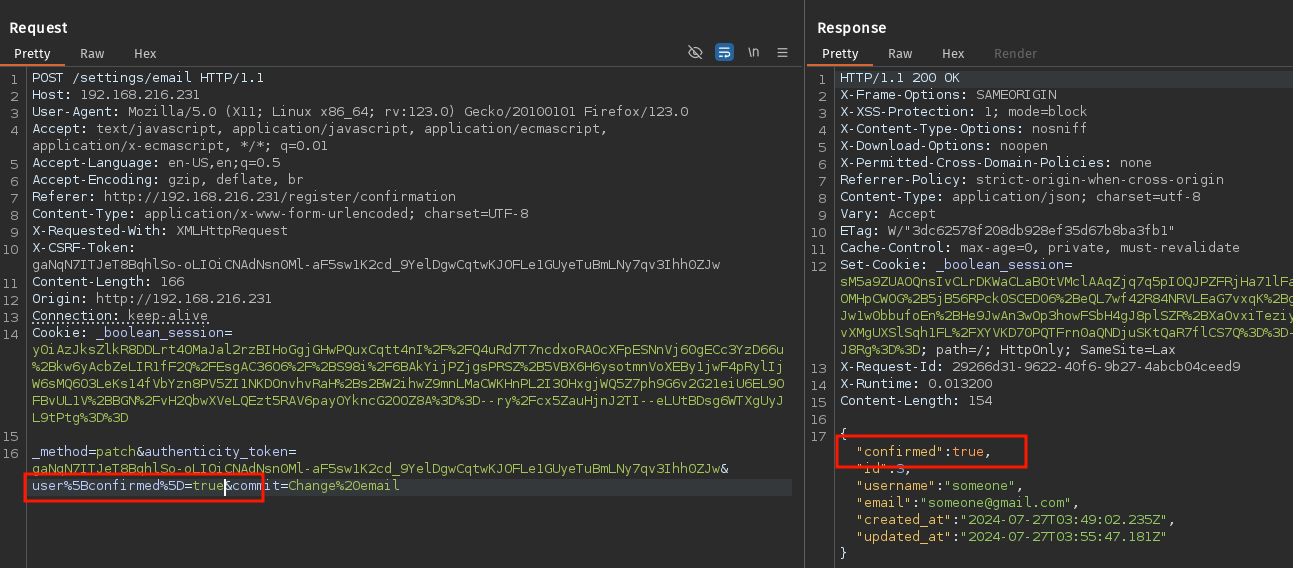 Request
Pretty Raw Hex
\n
1 POST /settings/email HTTP/1.1
2 Host: 192.168.216.231
3 User-Agent: Mozilla/5.0 (X11; Linux x86_64; rv:123.0) Gecko/20100101 Firefox/123.0
4 Accept: text/javascript, application/javascript, application/ecmascript,
application/x-ecmascript, */*; q=0.01
5 Accept-Language: en-US,en;q=0.5
6 Accept-Encoding: gzip, deflate, br
7 Referer: http://192.168.216.231/register/confirmation
8 Content-Type: application/x-www-form-urlencoded; charset=UTF-8
9 X-Requested-With: XMLHttpRequest
10 X-CSRF-Token:
gaNqN7ITJeT8BqhlSo-oLIOiCNAdNsnOMl-aF5sw1K2cd_9YelDgwCqtwKJOFLe1GUyeTuBmLNy7qv3Ihh0ZJw
11 Content-Length: 166
12 Origin: http://192.168.216.231
13 Connection: keep-alive
14 Cookie: _boolean_session=
y0iAzJksZlkR8DDLrt4OMaJal2rzBIHoGgjGHwPQuxCqtt4nI%2F%2FQ4uRd7T7ncdxoRAOcXFpESNnVj6OgECc3YzD66u
%2Bkw6yAcbZeLIR1fF2Q%2FEsgAC36O6%2F%2BS98i%2F6BAkYijPZjgsPRSZ%2B5VBX6H6ysotmnVoXEBy1jwF4pRylIj
W6sMQ6O3LeKs14fVbYzn8PV5ZI1NKDOnvhvRaH%2Bs2BW2ihwZ9mnLMaCWKHnPL2I3OHxgjWQ5Z7ph9G6v2G21eiU6EL9O
FBvUL1V%2BBGN%2FvH2QbwXVeLQEzt5RAV6payOYkncG2OOZ8A%3D%3D--ry%2Fcx5ZauHjnJ2TI--eLUtBDsg6WTXgUyJ
L9tPtg%3D%3D
15
16 _method=patch&authenticity_token=
gaNqN7ITJeT8BqhlSo-oLIOiCNAdNsnOMl-aF5sw1K2cd_9YelDgwCqtwKJOFLe1GUyeTuBmLNy7qv3Ihh0ZJw&
user%5Bconfirmed%5D=true&commit=Change%20email
Response
Pretty Raw Hex Render
1 HTTP/1.1 200 OK
2 X-Frame-Options: SAMEORIGIN
3 X-XSS-Protection: 1; mode=block
4 X-Content-Type-Options: nosniff
5 X-Download-Options: noopen
6 X-Permitted-Cross-Domain-Policies: none
7 Referrer-Policy: strict-origin-when-cross-origin
8 Content-Type: application/json; charset=utf-8
9 Vary: Accept
10 ETag: W/"3dc62578f208db928ef35d67b8ba3fb1"
11 Cache-Control: max-age=0, private, must-revalidate
12 Set-Cookie: _boolean_session=
sM5a9ZUAOQnsIvCLrDKWaCLaBOtVMclAAqZjq7q5pIOQJPZFRjHa71lFa
OMHpCWOG%2B5jB56RPck0SCED06%2BeQL7wf42R84NRVLEaG7vxqK%2Bg
Jw1wObbufoEn%2BHe9JwAn3wOp3howFSbH4gJ8plSZR%2BXaOvxiTeziy
vXMgUXSlSqh1FL%2FXYVKD7OPQTFrn0aQNDjuSKtQaR7flCS7Q%3D%3D-
J8Rg%3D%3D; path=/; HttpOnly; SameSite=Lax
13 X-Request-Id: 29266d31-9622-40f6-9b27-4abcb04ceed9
14 X-Runtime: 0.013200
15 Content-Length: 154
16
17 {
"confirmed":true,
"id":3,
"username":"someone",
"email":"someone@gmail.com",
"created_at":"2024-07-27T03:49:02.235Z",
"updated_at":"2024-07-27T03:55:47.181Z"
}